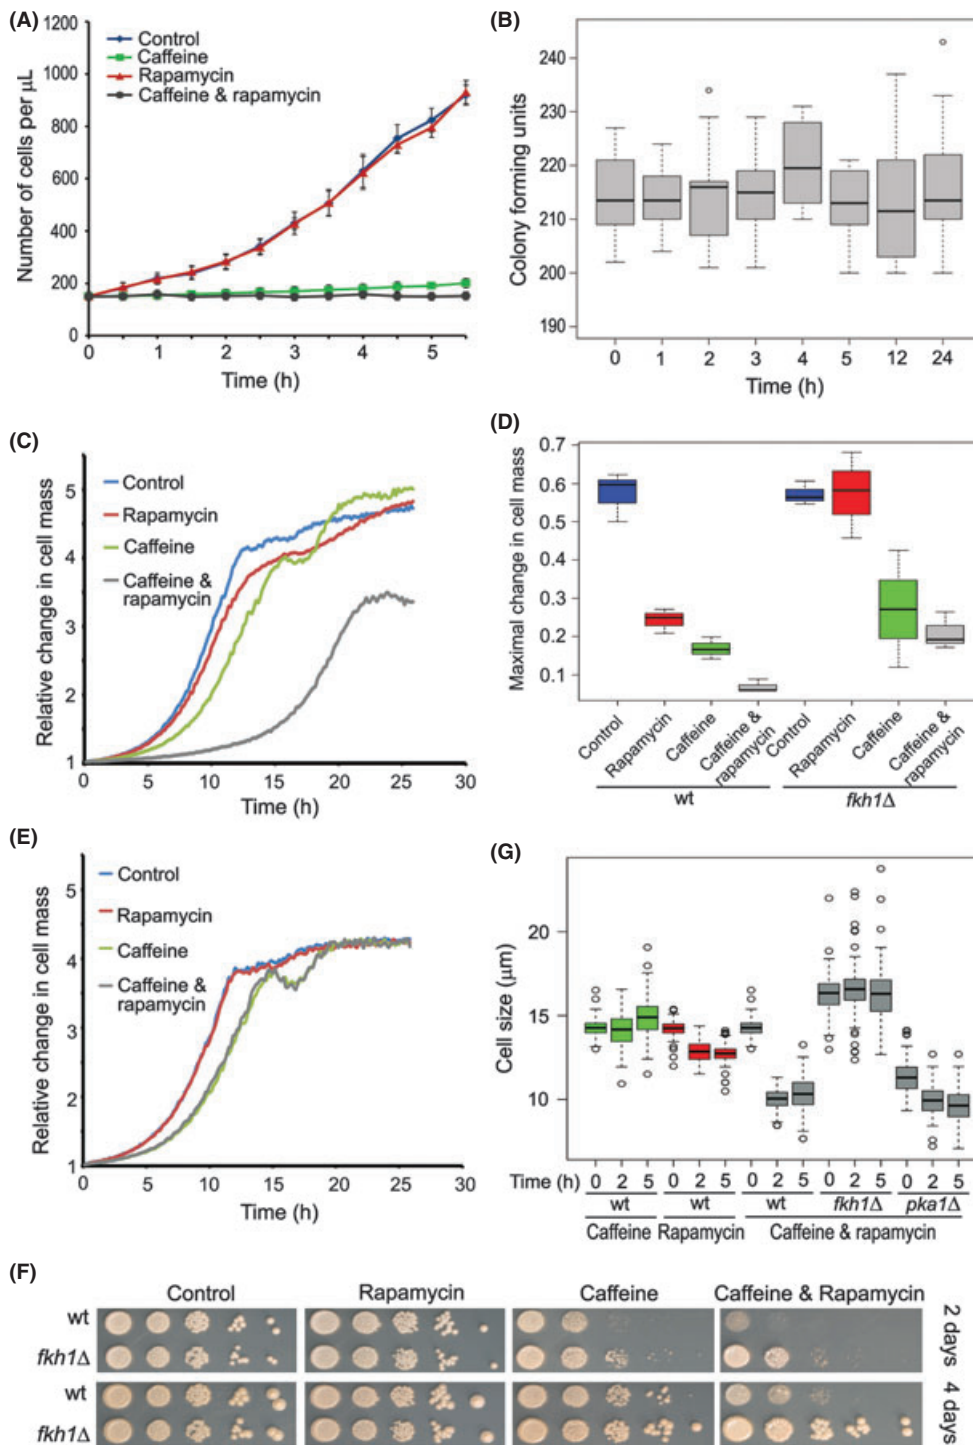 (A)
1200
1000
800
600
400
200
0
Number of cells per μL
Control
Caffeine
Rapamycin
Caffeine & rapamycin
0 1 2 3 4 5
Time (h)
(B)
240
230
220
210
200
190
Colony forming units
0 1 2 3 4 5 12 24
Time (h)
(C)
5
4
3
2
1
Relative change in cell mass
Control
Rapamycin
Caffeine
Caffeine &
rapamycin
0 5 10 15 20 25 30
Time (h)
(D)
0.7
0.6
0.5
0.4
0.3
0.2
0.1
Maximal change in cell mass
Control
Rapamycin
Caffeine
Caffeine &
rapamycin
Control
Rapamycin
Caffeine
Caffeine &
rapamycin
wt fkh1Δ
(E)
5
4
3
2
1
Relative change in cell mass
Control
Rapamycin
Caffeine
Caffeine &
rapamycin
0 5 10 15 20 25 30
Time (h)
(G)
20
15
10
Cell size (μm)
Time (h) 0 2 5 0 2 5 0 2 5 0 2 5 0 2 5
wt wt wt fkh1Δ pka1Δ
Caffeine Rapamycin Caffeine & rapamycin
(F)
Control Rapamycin Caffeine Caffeine & Rapamycin
wt
fkh1Δ
2 days
wt
fkh1Δ
4 days